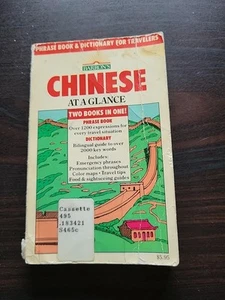 PHRASE BOOK & DICTIONARY FOR TRAVELERS
BARRON'S
CHINESE
AT A GLANCE
TWO BOOKS IN ONE!
PHRASE BOOK
Over 1200 expressions for
every travel situation
DICTIONARY
Bilingual guide to over
2000 key words
Includes:
Emergency phrases
Pronunciation throughout
Color maps • Travel tips
Food & sightseeing guides
Cassette
495
.183421
S465c
$5.95